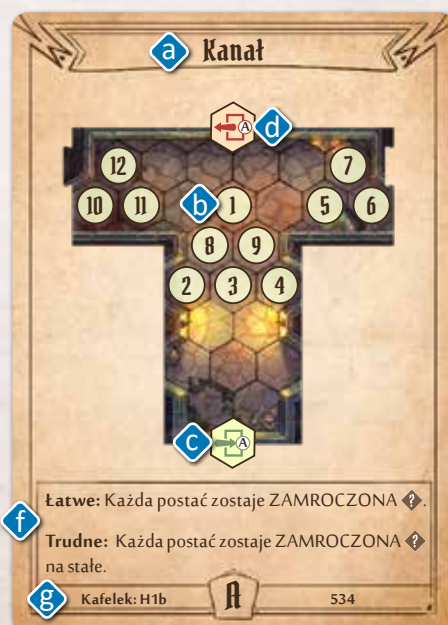 a Kanał
A d
12 7
10 11 b 1 5 6
8 9
2 3 4
c A
Łatwe: Każda postać zostaje ZAMROCZONA ?.
f
Trudne: Każda postać zostaje ZAMROCZONA ?
na stałe.
g Kafelek: H1b A 534